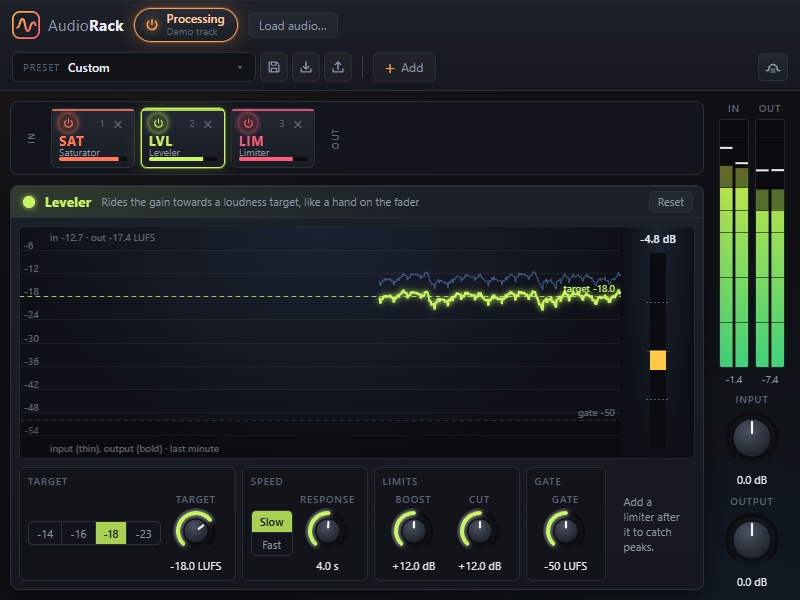 AudioRack
Processing
Demo track
Load audio...
PRESET Custom
+ Add
IN
1
SAT
Saturator
2
LVL
Leveler
3
LIM
Limiter
OUT
Leveler Rides the gain towards a loudness target, like a hand on the fader
Reset
in -12.7 · out -17.4 LUFS
-6
-12
-18
-24
-30
-36
-42
-48
-54
target -18.0
gate -50
input (thin), output (bold) · last minute
-4.8 dB
TARGET
-14 -16 -18 -23
TARGET
-18.0 LUFS
SPEED
Slow
Fast
RESPONSE
4.0 s
LIMITS
BOOST
+12.0 dB
CUT
+12.0 dB
GATE
GATE
-50 LUFS
Add a
limiter after
it to catch
peaks.
IN OUT
-1.4 -7.4
INPUT
0.0 dB
OUTPUT
0.0 dB